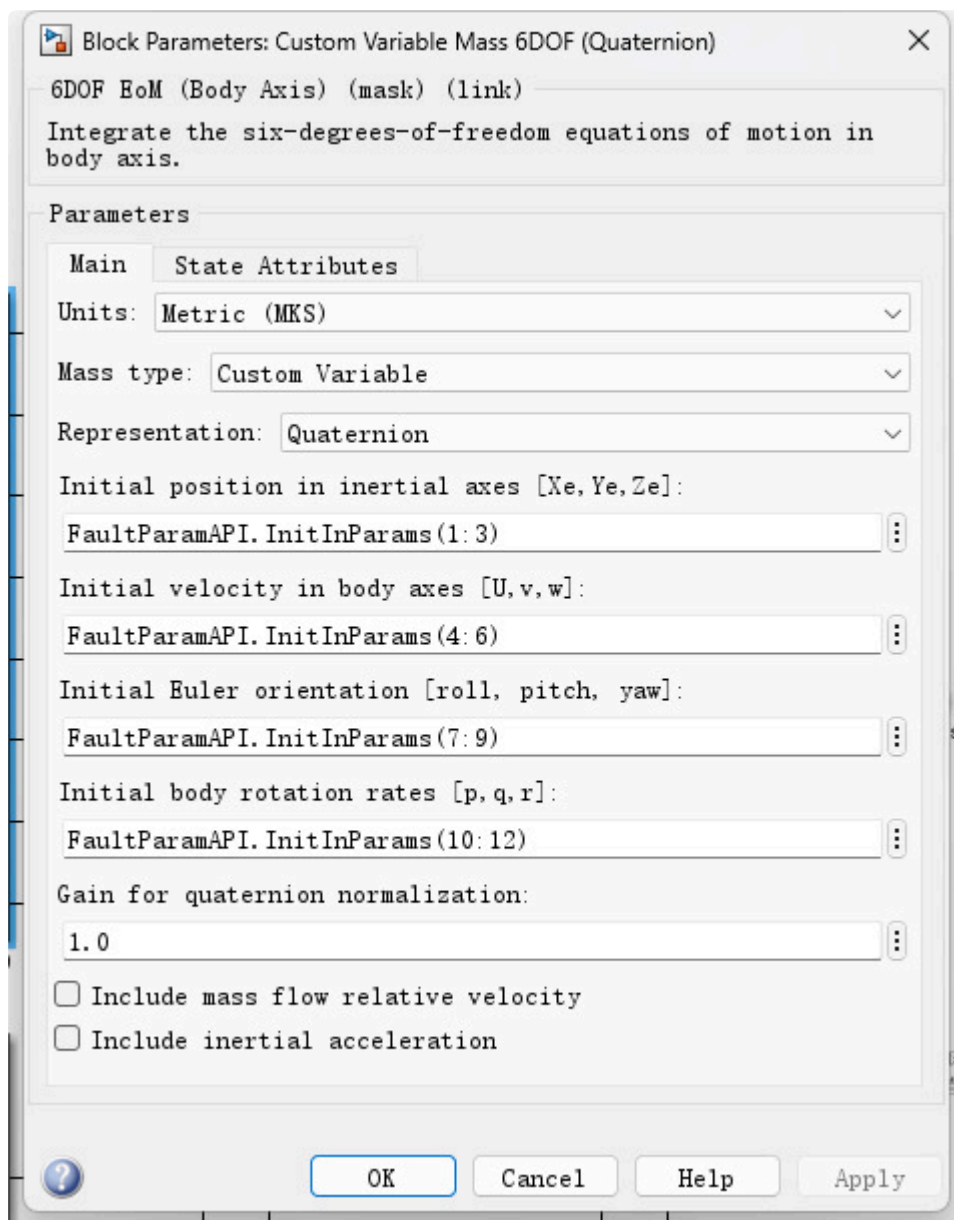 Block Parameters: Custom Variable Mass 6DOF (Quaternion)
6DOF EoM (Body Axis) (mask) (link)
Integrate the six-degrees-of-freedom equations of motion in
body axis.
Parameters
Main State Attributes
Units: Metric (MKS)
Mass type: Custom Variable
Representation: Quaternion
Initial position in inertial axes [Xe,Ye,Ze]:
FaultParamAPI.InitInParams(1:3)
Initial velocity in body axes [U,v,w]:
FaultParamAPI.InitInParams(4:6)
Initial Euler orientation [roll, pitch, yaw]:
FaultParamAPI.InitInParams(7:9)
Initial body rotation rates [p,q,r]:
FaultParamAPI.InitInParams(10:12)
Gain for quaternion normalization:
1.0
Include mass flow relative velocity
Include inertial acceleration
OK Cancel Help Apply